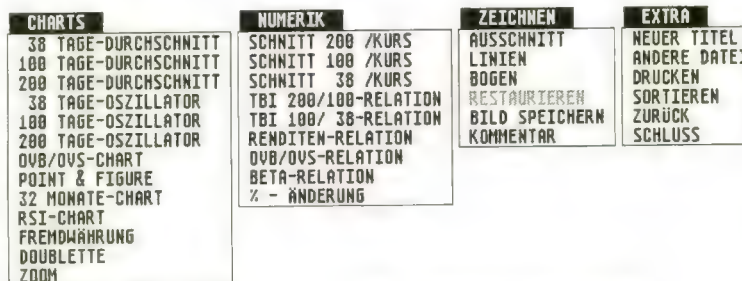 CHARTS
38 TAGE-DURCHSCHNITT
100 TAGE-DURCHSCHNITT
200 TAGE-DURCHSCHNITT
38 TAGE-OSZILLATOR
100 TAGE-OSZILLATOR
200 TAGE-OSZILLATOR
OVB/OVS-CHART
POINT & FIGURE
32 MONATE-CHART
RSI-CHART
FREMDWÄHRUNG
DOUBLETTE
ZOOM
NUMERIK
SCHNITT 200 /KURS
SCHNITT 100 /KURS
SCHNITT 38 /KURS
TBI 200/100-RELATION
TBI 100/ 38-RELATION
RENDITEN-RELATION
OVB/OVS-RELATION
BETA-RELATION
% - ÄNDERUNG
ZEICHNEN
AUSSCHNITT
LINIEN
BOGEN
RESTAURIEREN
BILD SPEICHERN
KOMMENTAR
EXTRA
NEUER TITEL
ANDERE DATEI
DRUCKEN
SORTIEREN
ZURÜCK
SCHLUSS